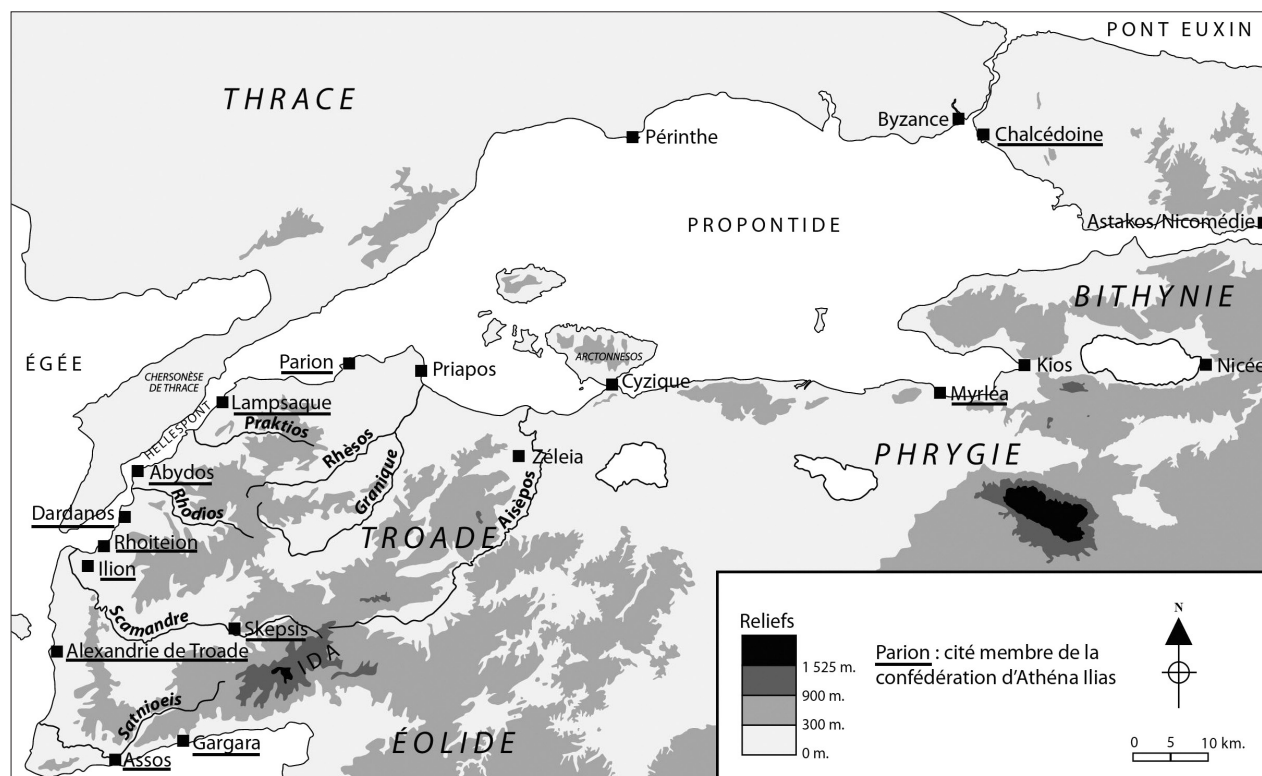 PONT EUXIN
THRACE
Byzance
Chalcédoine
Périnthe
Astakos/Nicomédie
PROPONTIDE
BITHYNIE
ÉGÉE
CHERSONÈSE
DE THRACE
Parion
Priapos
ARCTONNESOS
Cyzique
Kios
Nicée
Myrléa
Lampsaque
HELLESPONT
Praktios
Rhèsos
Granique
Zéleia
PHRYGIE
Abydos
Rhodios
Aisèpos
Dardanos
TROADE
Rhoiteion
Ilion
Scamandre
Skepsis
Alexandrie de Troade
IDA
Satnioeis
Gargara
Assos
ÉOLIDE
Reliefs
1 525 m.
900 m.
300 m.
0 m.
Parion : cité membre de la
confédération d'Athéna Ilias
N
0 5 10 km.